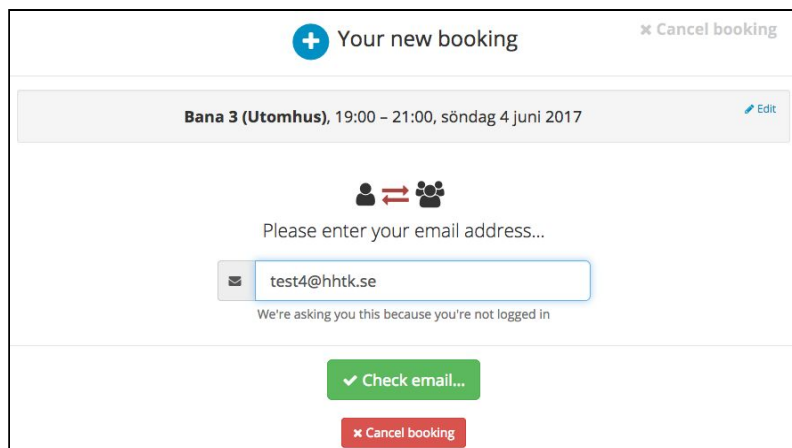 Your new booking
Cancel booking
Bana 3 (Utomhus), 19:00 – 21:00, söndag 4 juni 2017
Edit
Please enter your email address...
test4@hhtk.se
We're asking you this because you're not logged in
Check email...
Cancel booking